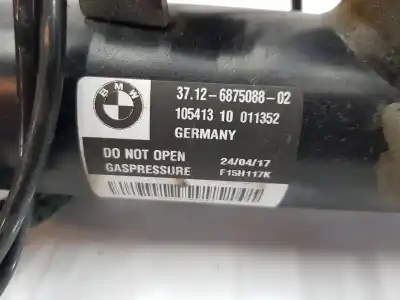 BMW
37.12-6875088-02
105413 10 011352
GERMANY
DO NOT OPEN
GASPRESSURE
24/04/17
F15H117K